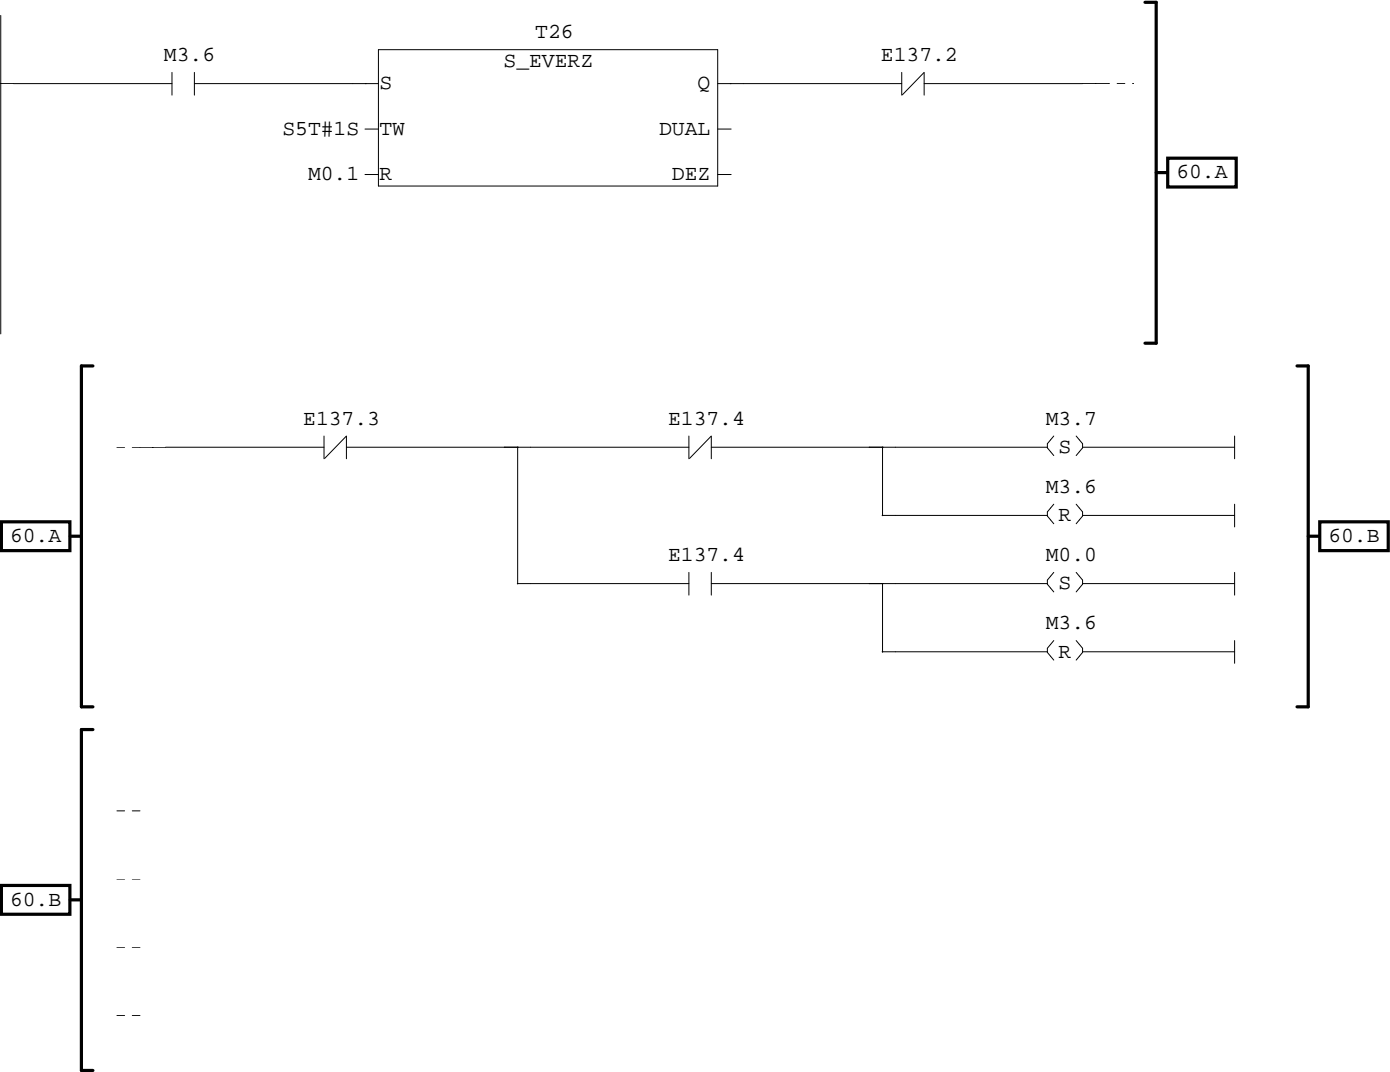 T26
M3.6 S_EVERZ E137.2
S Q
S5T#1S TW DUAL
M0.1 R DEZ
60.A
E137.3 E137.4 M3.7
S
M3.6
R
60.A 60.B
E137.4 M0.0
S
M3.6
R
60.B